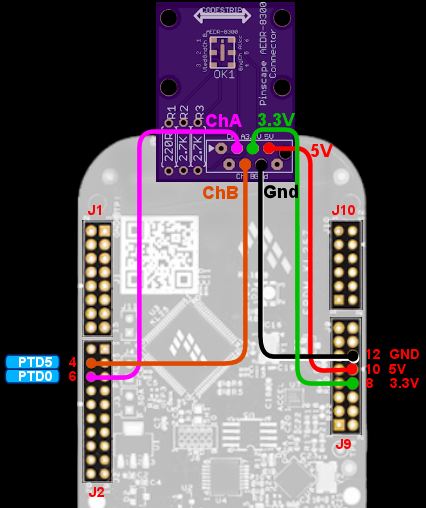 CODESTRIP
AEDR-8300
OK1
Pinscape AEDR-8300
Connector
R1
R2
R3
220R
2.7K
2.7K
ChA
3.3V
5V
ChB
Gnd
J1
J10
PTD5 4
PTD0 6
12 GND
10 5V
8 3.3V
J2
J9